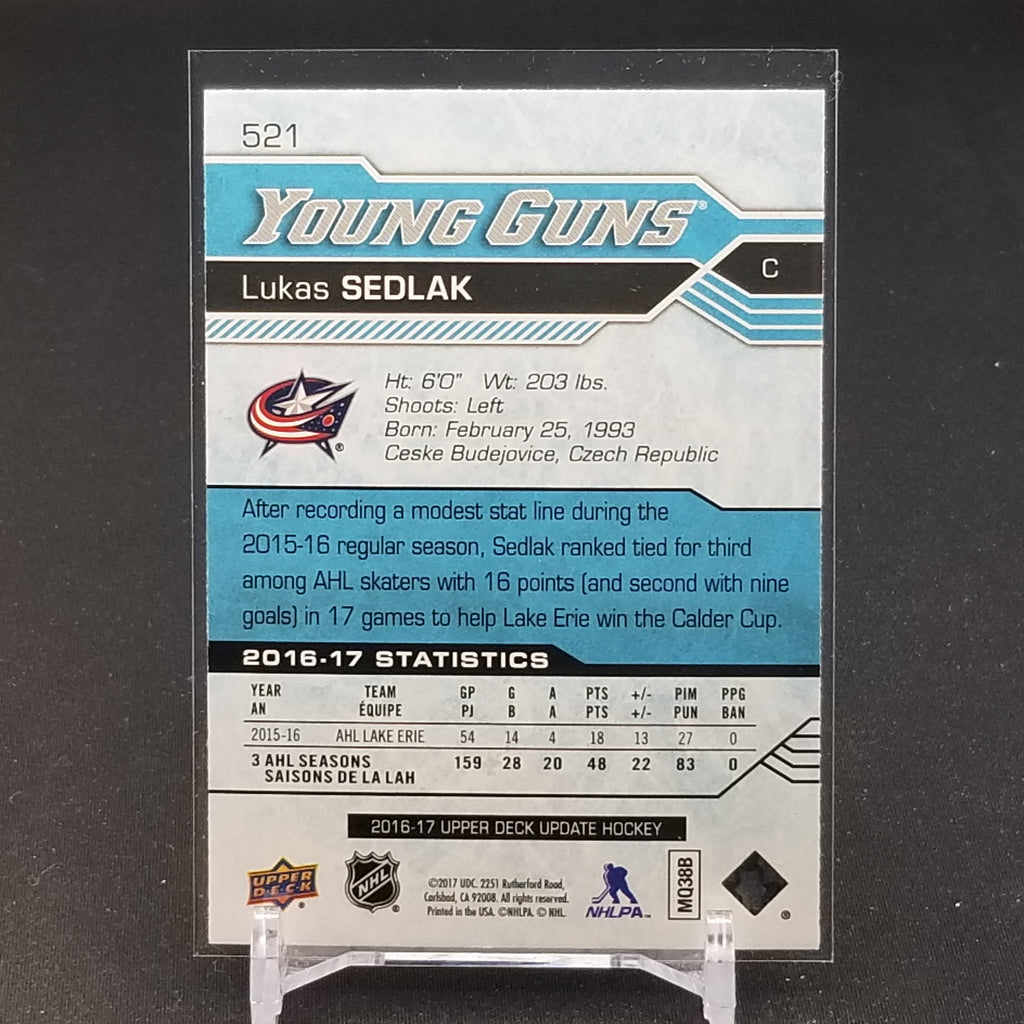 521
YOUNG GUNS®
Lukas SEDLAK
C
Ht: 6'0" Wt: 203 lbs.
Shoots: Left
Born: February 25, 1993
Ceske Budejovice, Czech Republic
After recording a modest stat line during the
2015-16 regular season, Sedlak ranked tied for third
among AHL skaters with 16 points (and second with nine
goals) in 17 games to help Lake Erie win the Calder Cup.
2016-17 STATISTICS
YEAR TEAM GP G A PTS +/- PIM PPG
AN ÉQUIPE PJ B A PTS +/- PUN BAN
2015-16 AHL LAKE ERIE 54 14 4 18 13 27 0
3 AHL SEASONS 159 28 20 48 22 83 0
SAISONS DE LA LAH
2016-17 UPPER DECK UPDATE HOCKEY
UPPER DECK ®
NHL ®
©2017 UDC. 2251 Rutherford Road,
Carlsbad, CA 92008. All rights reserved.
Printed in the USA. ©NHLPA. © NHL.
NHLPA™
MQ38B
®